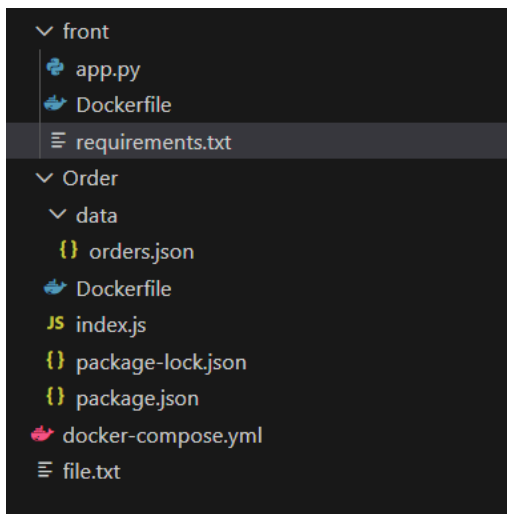 front
app.py
Dockerfile
requirements.txt
Order
data
{} orders.json
Dockerfile
JS index.js
{} package-lock.json
{} package.json
docker-compose.yml
file.txt